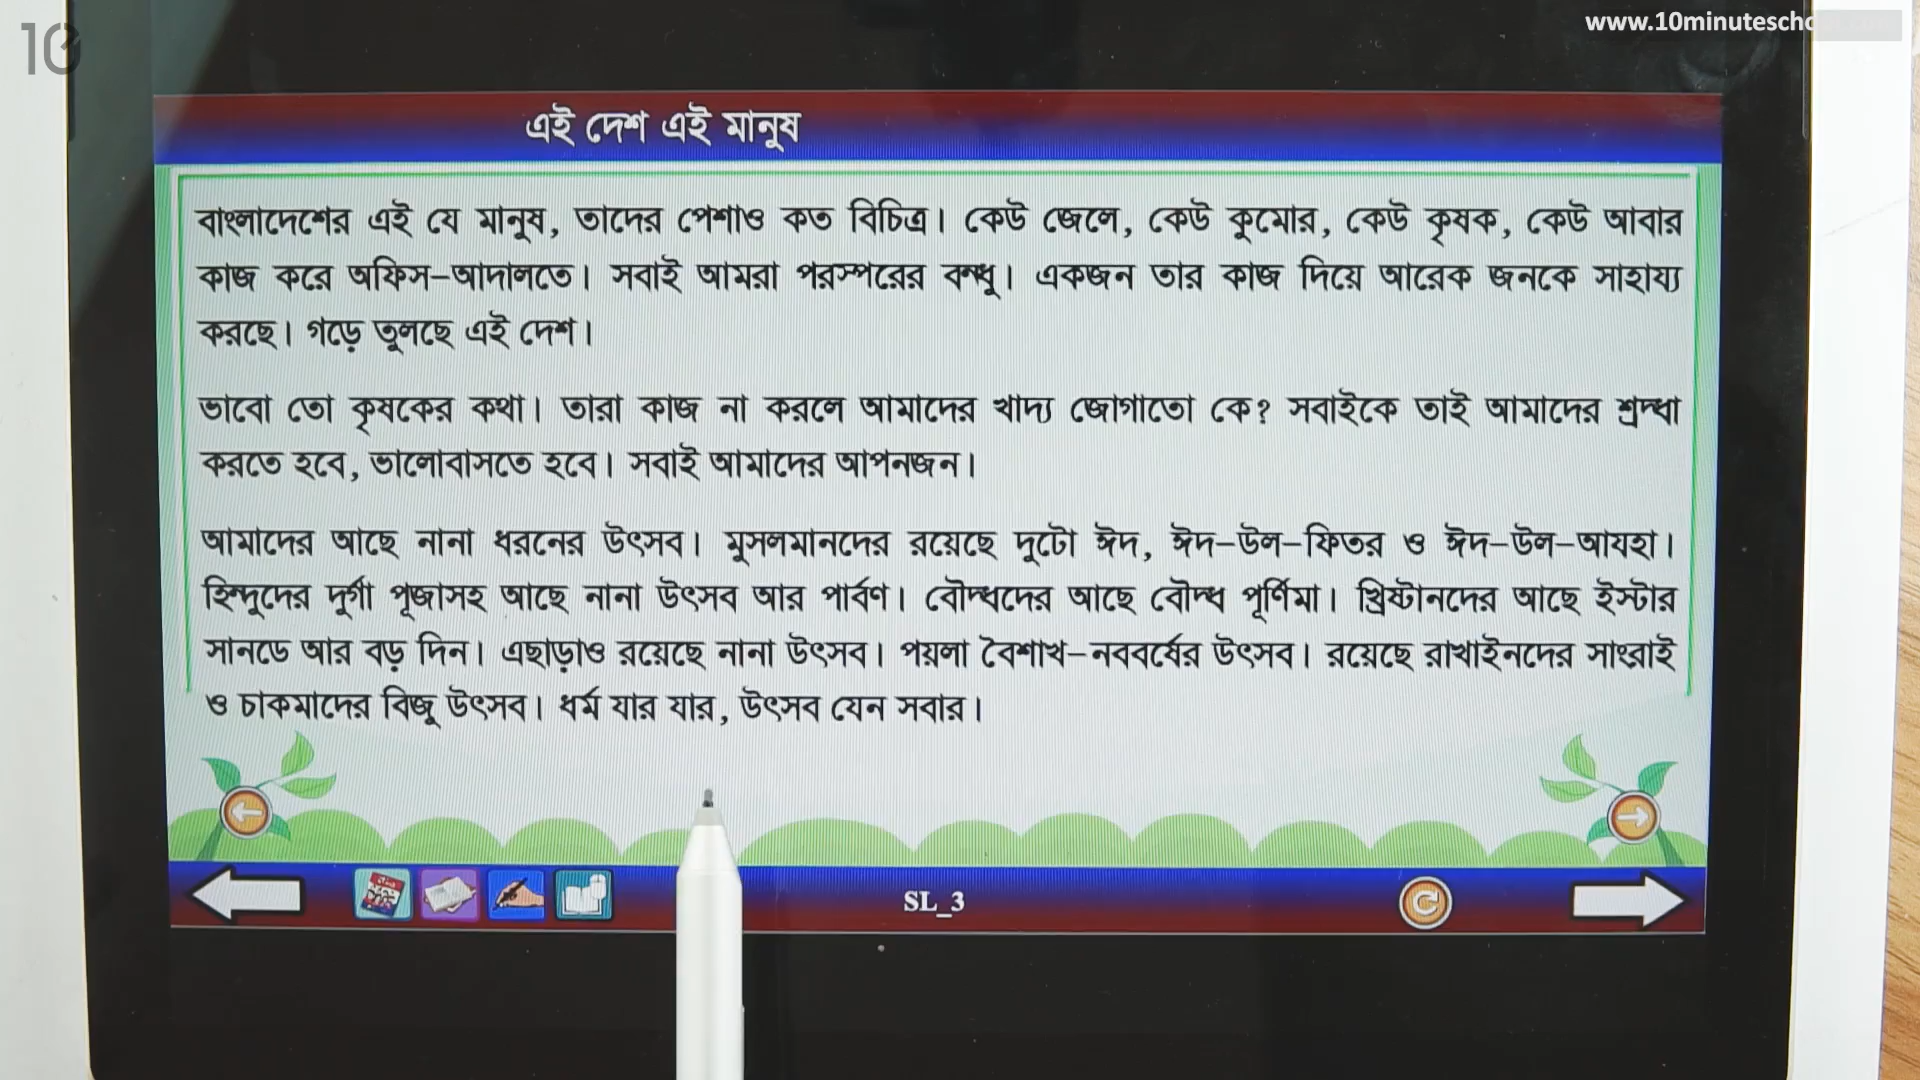 10
www.10minutescho
এই দেশ এই মানুষ
বাংলাদেশের এই যে মানুষ, তাদের পেশাও কত বিচিত্র। কেউ জেলে, কেউ কুমোর, কেউ কৃষক, কেউ আবার
কাজ করে অফিস-আদালতে। সবাই আমরা পরস্পরের বন্ধু। একজন তার কাজ দিয়ে আরেক জনকে সাহায্য
করছে। গড়ে তুলছে এই দেশ।
ভাবো তো কৃষকের কথা। তারা কাজ না করলে আমাদের খাদ্য জোগাতো কে? সবাইকে তাই আমাদের শ্রদ্ধা
করতে হবে, ভালোবাসতে হবে। সবাই আমাদের আপনজন।
আমাদের আছে নানা ধরনের উৎসব। মুসলমানদের রয়েছে দুটো ঈদ, ঈদ-উল-ফিতর ও ঈদ-উল-আযহা।
হিন্দুদের দুর্গা পূজাসহ আছে নানা উৎসব আর পার্বণ। বৌদ্ধদের আছে বৌদ্ধ পূর্ণিমা। খ্রিষ্টানদের আছে ইস্টার
সানডে আর বড় দিন। এছাড়াও রয়েছে নানা উৎসব। পয়লা বৈশাখ-নববর্ষের উৎসব। রয়েছে রাখাইনদের সাংরাই
ও চাকমাদের বিজু উৎসব। ধর্ম যার যার, উৎসব যেন সবার।
SL_3